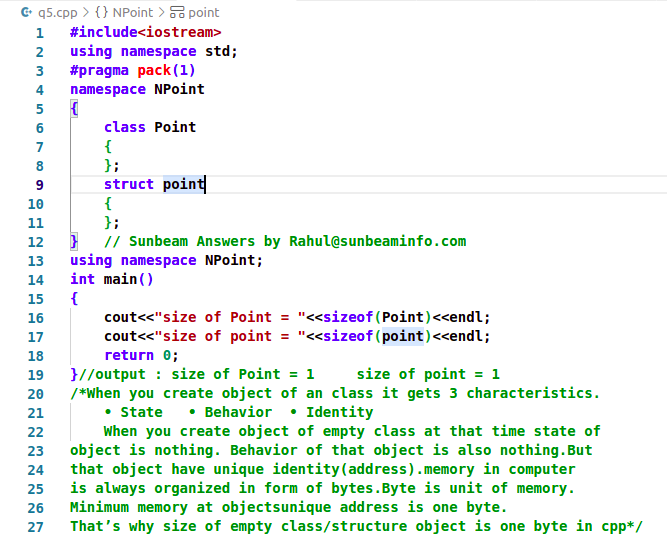 q5.cpp > {} NPoint > point
1 #include<iostream>
2 using namespace std;
3 #pragma pack(1)
4 namespace NPoint
5 {
6 class Point
7 {
8 };
9 struct point
10 {
11 };
12 } // Sunbeam Answers by Rahul@sunbeaminfo.com
13 using namespace NPoint;
14 int main()
15 {
16 cout<<"size of Point = "<<sizeof(Point)<<endl;
17 cout<<"size of point = "<<sizeof(point)<<endl;
18 return 0;
19 }//output : size of Point = 1 size of point = 1
20 /*When you create object of an class it gets 3 characteristics.
21 • State • Behavior • Identity
22 When you create object of empty class at that time state of
23 object is nothing. Behavior of that object is also nothing.But
24 that object have unique identity(address).memory in computer
25 is always organized in form of bytes.Byte is unit of memory.
26 Minimum memory at objectsunique address is one byte.
27 That’s why size of empty class/structure object is one byte in cpp*/